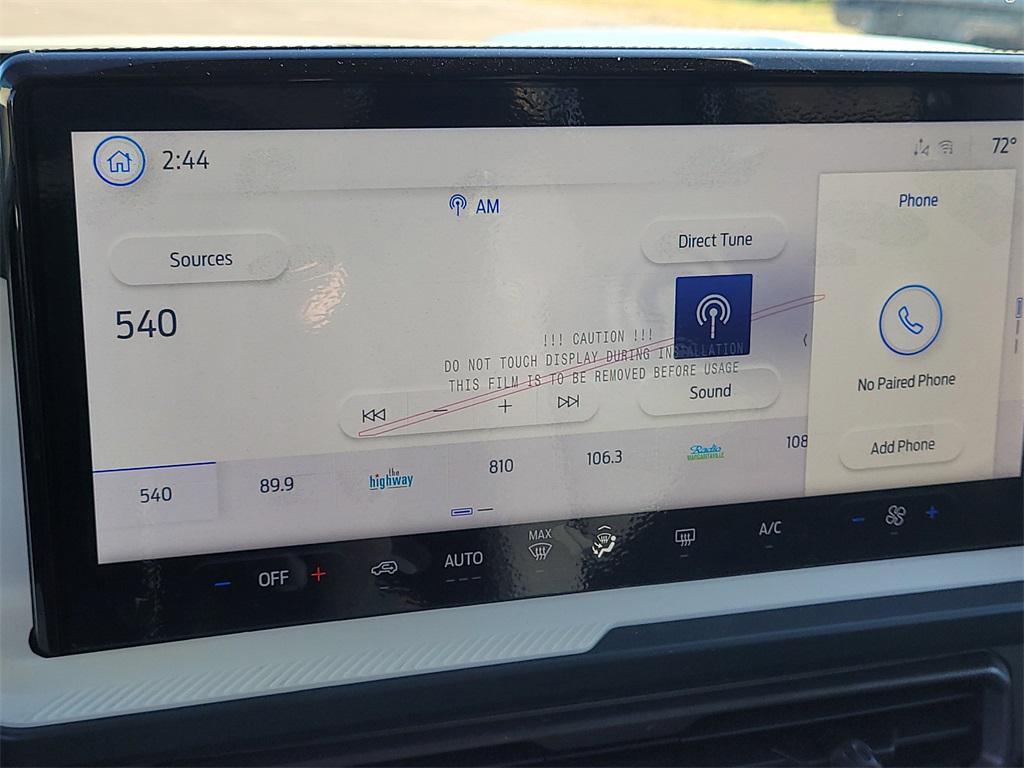 2:44
72°
AM
Phone
Sources
Direct Tune
540
!!! CAUTION !!!
DO NOT TOUCH DISPLAY DURING INSTALLATION
THIS FILM IS TO BE REMOVED BEFORE USAGE
No Paired Phone
Sound
Add Phone
540
89.9
the
highway
810
106.3
Radio
MARGARITAVILLE
108
OFF
AUTO
MAX
A/C